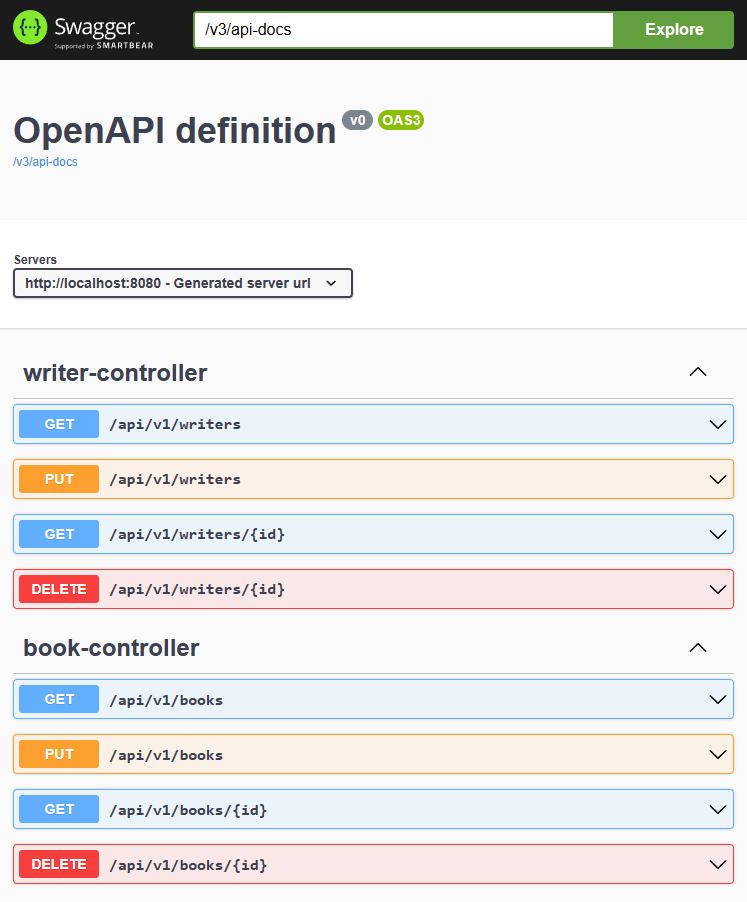 Swagger.
Supported by SMARTBEAR
/v3/api-docs
Explore
OpenAPI definition v0 OAS3
/v3/api-docs
Servers
http://localhost:8080 - Generated server url
writer-controller
GET /api/v1/writers
PUT /api/v1/writers
GET /api/v1/writers/{id}
DELETE /api/v1/writers/{id}
book-controller
GET /api/v1/books
PUT /api/v1/books
GET /api/v1/books/{id}
DELETE /api/v1/books/{id}